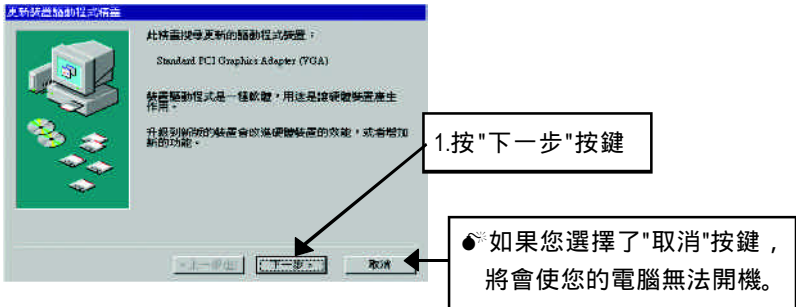 更新裝置驅動程式精靈
此精靈搜尋更新的驅動程式裝置：
Standard PCI Graphics Adapter (VGA)
裝置驅動程式是一種軟體，用途是讓硬體裝置產生
作用。
升級到新版的裝置會改進硬體裝置的效能，或者增加
新的功能。
1.按"下一步"按鍵
<上一步(B) 下一步 > 取消
💣如果您選擇了"取消"按鍵，
將會使您的電腦無法開機。